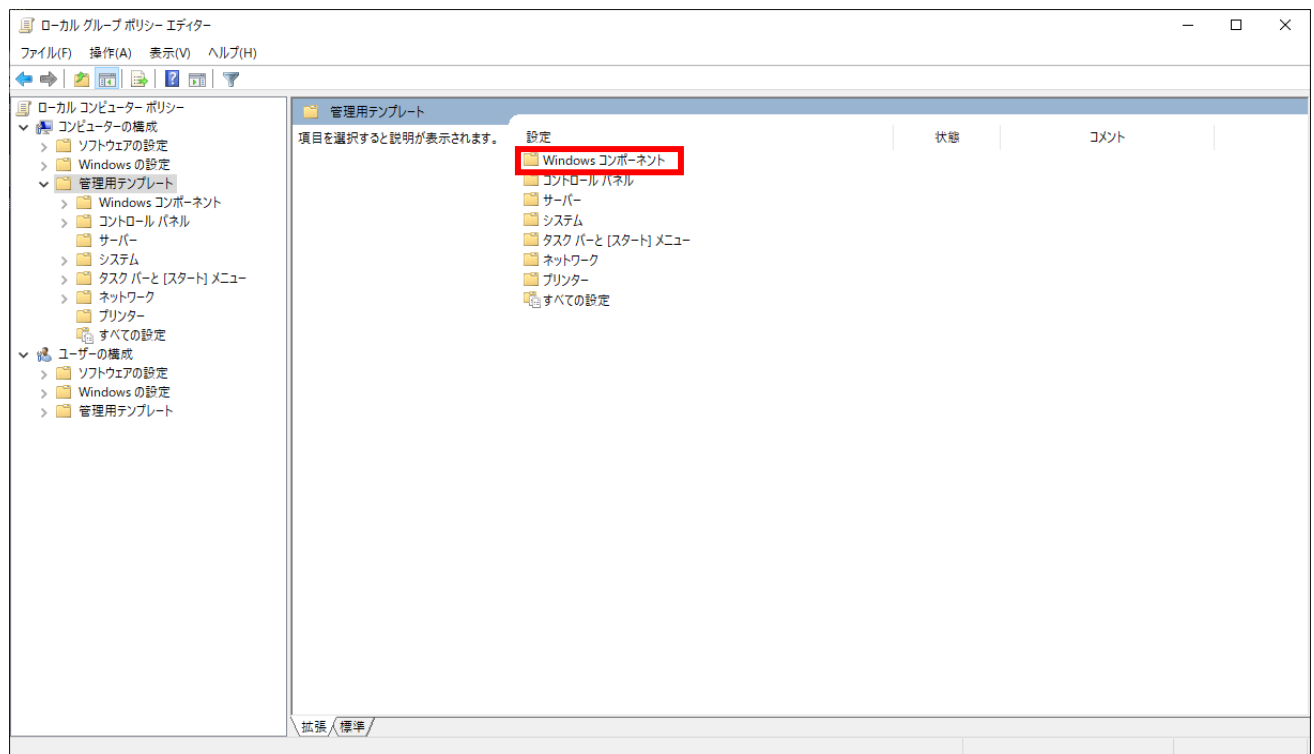 ローカル グループ ポリシー エディター
ファイル(F) 操作(A) 表示(V) ヘルプ(H)
ローカル コンピューター ポリシー
コンピューターの構成
ソフトウェアの設定
Windows の設定
管理用テンプレート
Windows コンポーネント
コントロール パネル
サーバー
システム
タスク バーと [スタート] メニュー
ネットワーク
プリンター
すべての設定
ユーザーの構成
ソフトウェアの設定
Windows の設定
管理用テンプレート
管理用テンプレート
項目を選択すると説明が表示されます。
設定 状態 コメント
Windows コンポーネント
コントロール パネル
サーバー
システム
タスク バーと [スタート] メニュー
ネットワーク
プリンター
すべての設定
拡張 標準